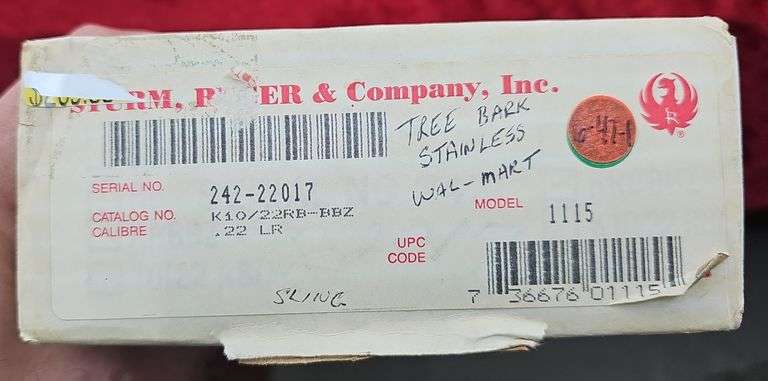 STURM, RUGER & Company, Inc.
TREE BARK
STAINLESS
WAL-MART
R
®
SERIAL NO. 242-22017
CATALOG NO. K10/22RB-BBZ
CALIBRE .22 LR
MODEL 1115
UPC
CODE
7 36676 01115
SLING